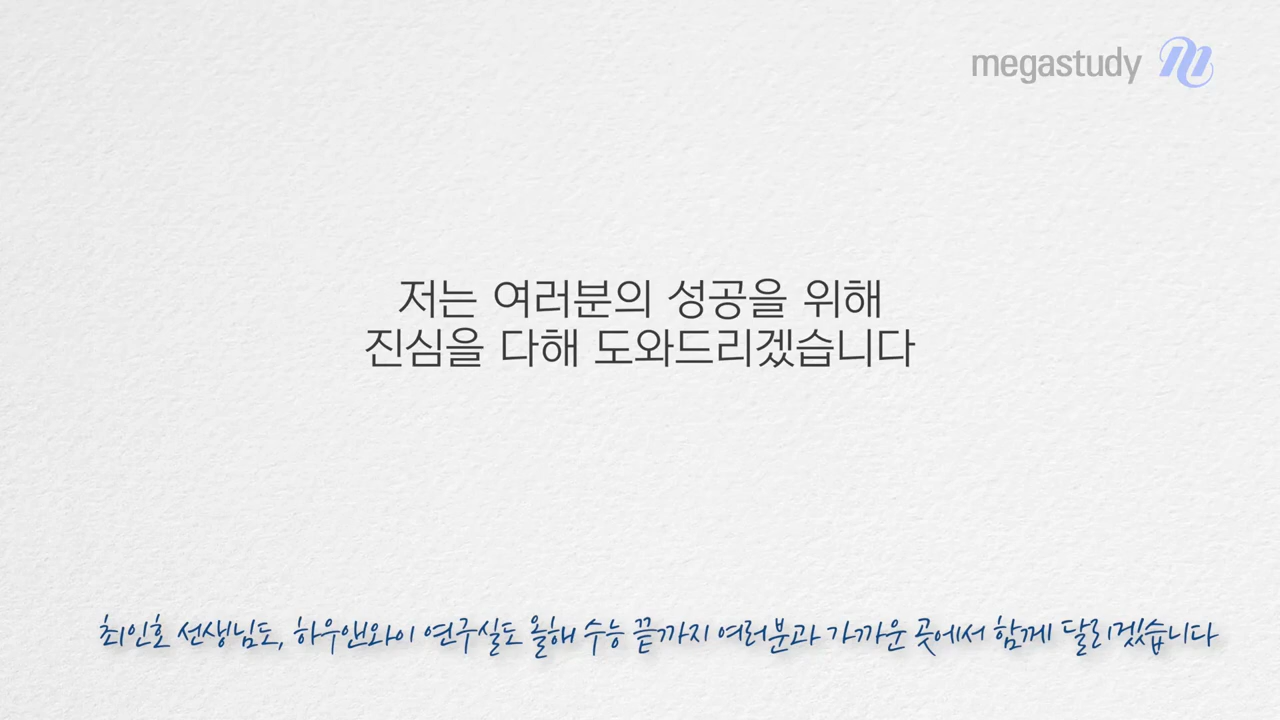 megastudy
저는 여러분의 성공을 위해
진심을 다해 도와드리겠습니다
최인호 선생님도, 하우앤와이 연구실도 올해 수능 끝까지 여러분과 가까운 곳에서 함께 달리겠습니다